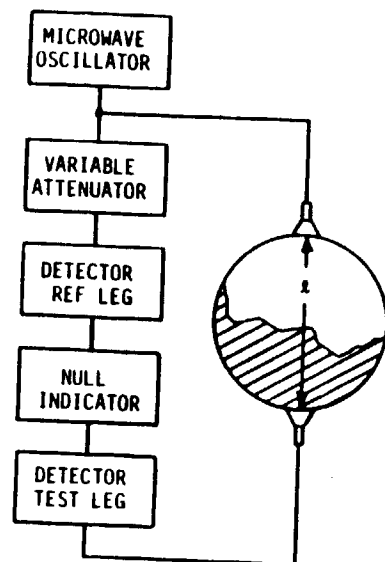 MICROWAVE
OSCILLATOR
VARIABLE
ATTENUATOR
DETECTOR
REF LEG
NULL
INDICATOR
DETECTOR
TEST LEG
ℓ